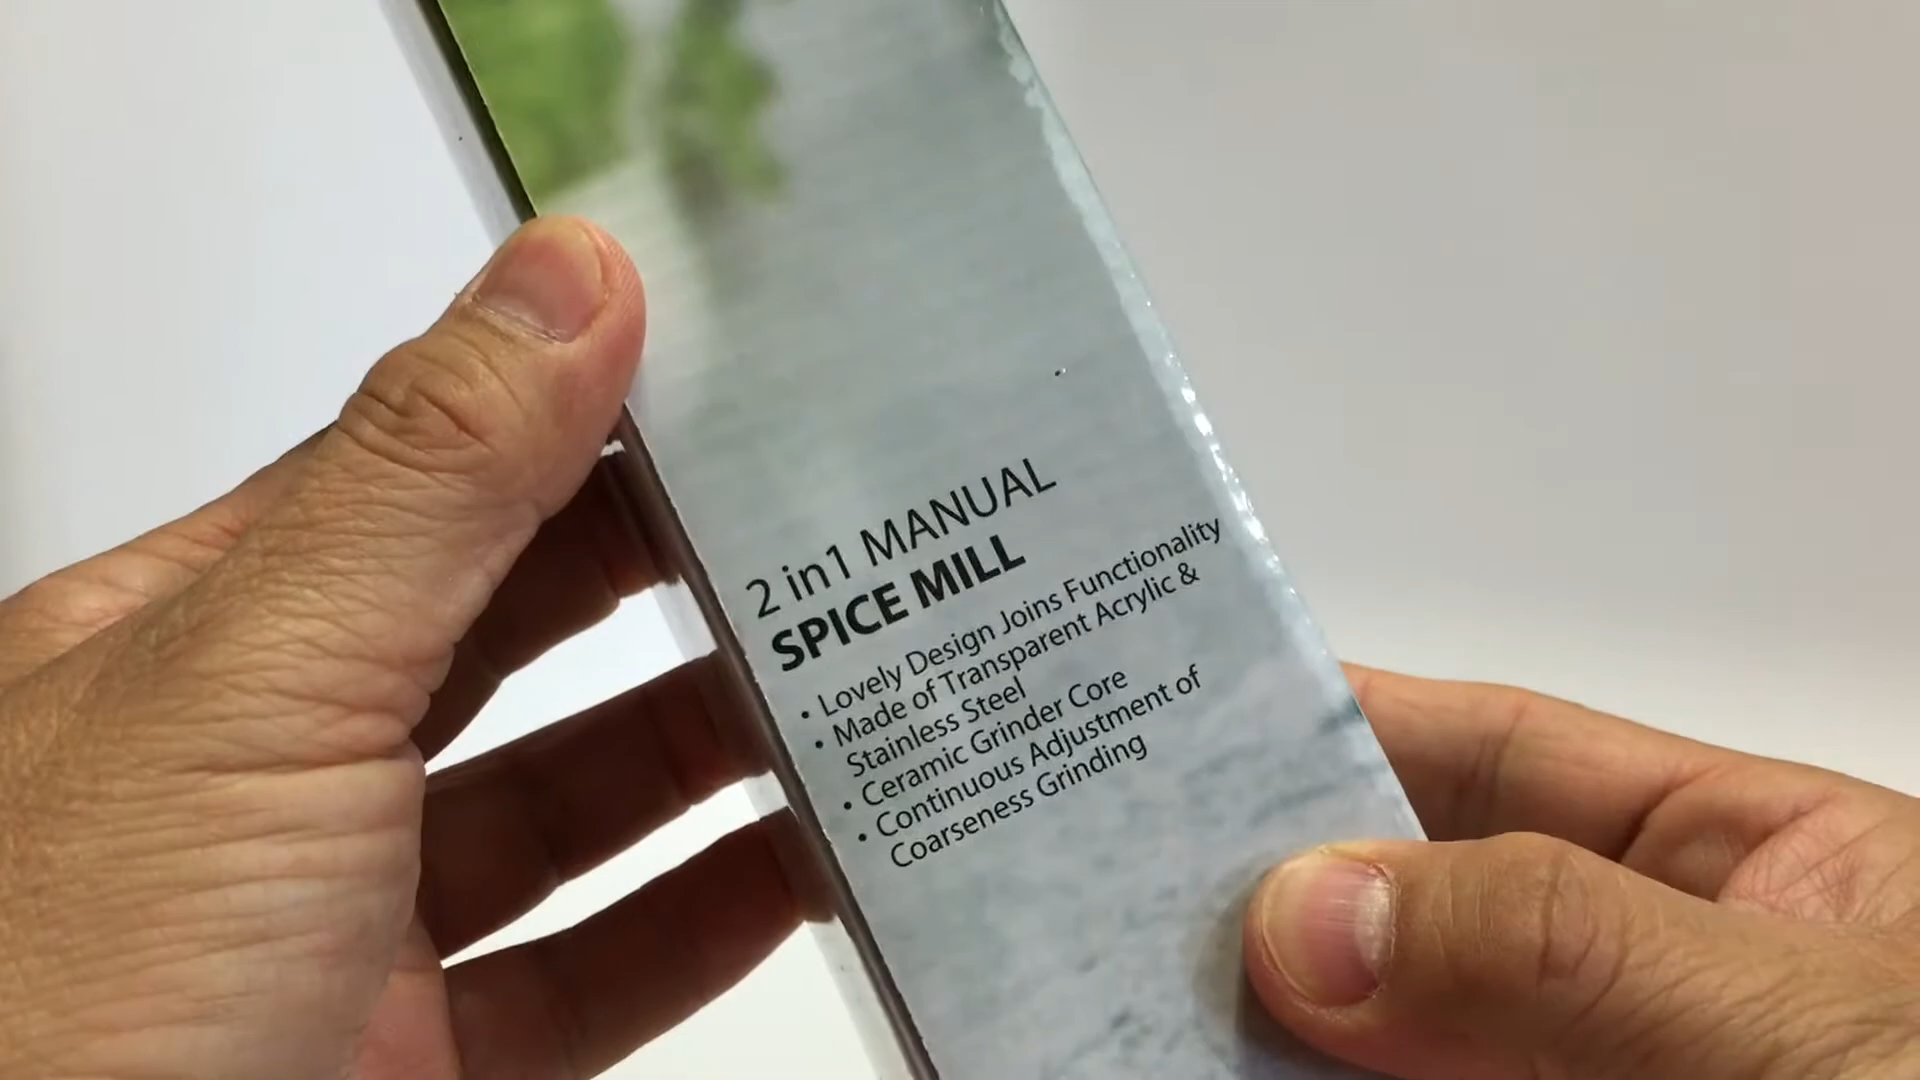 2 in1 MANUAL
SPICE MILL
• Lovely Design Joins Functionality
• Made of Transparent Acrylic &
Stainless Steel
• Ceramic Grinder Core
• Continuous Adjustment of
Coarseness Grinding